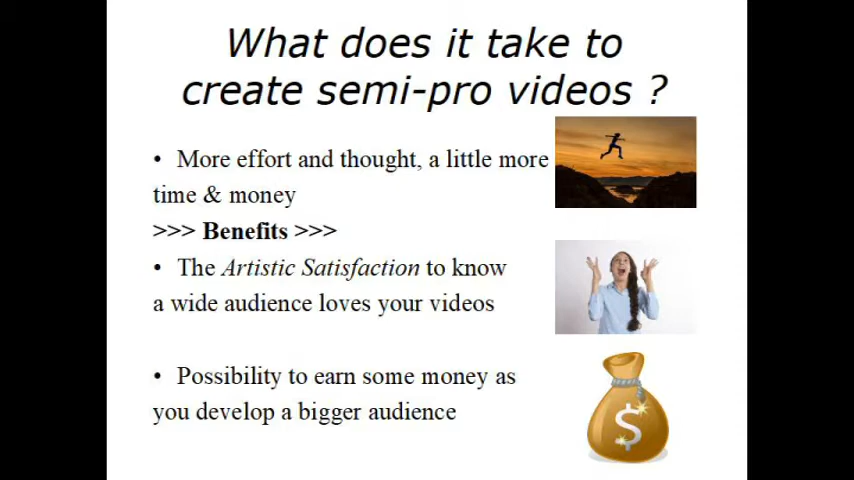 What does it take to
create semi-pro videos ?
• More effort and thought, a little more
time & money
>>> Benefits >>>
• The Artistic Satisfaction to know
a wide audience loves your videos
• Possibility to earn some money as
you develop a bigger audience
$